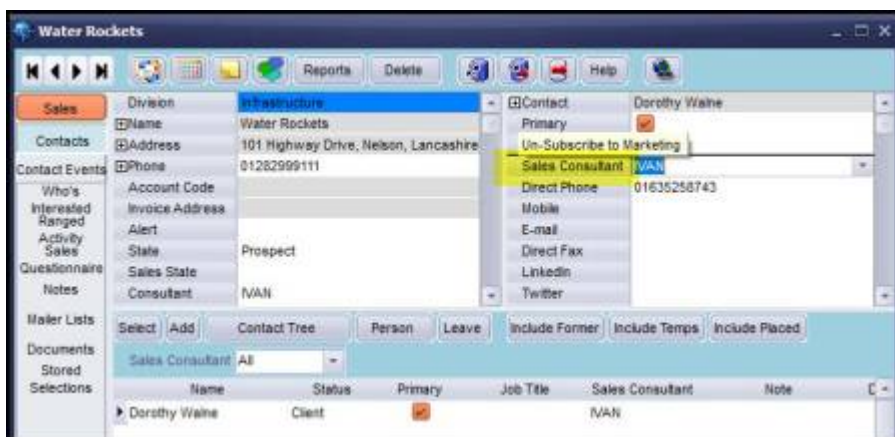 Water Rockets
Reports Delete Help
Sales
Contacts
Contact Events
Who's
Interested
Ranged
Activity
Sales
Questionnaire
Notes
Mailer Lists
Documents
Stored
Selections
Division Infrastructure
Name Water Rockets
Address 101 Highway Drive, Nelson, Lancashire
Phone 01282999111
Account Code
Invoice Address
Alert
State Prospect
Sales State
Consultant IVAN
Contact Dorothy Walne
Primary
Un-Subscribe to Marketing
Sales Consultant IVAN
Direct Phone 01635258743
Mobile
E-mail
Direct Fax
LinkedIn
Twitter
Select Add Contact Tree Person Leave Include Former Include Temps Include Placed
Sales Consultant All
Name Status Primary Job Title Sales Consultant Note
Dorothy Walne Client IVAN